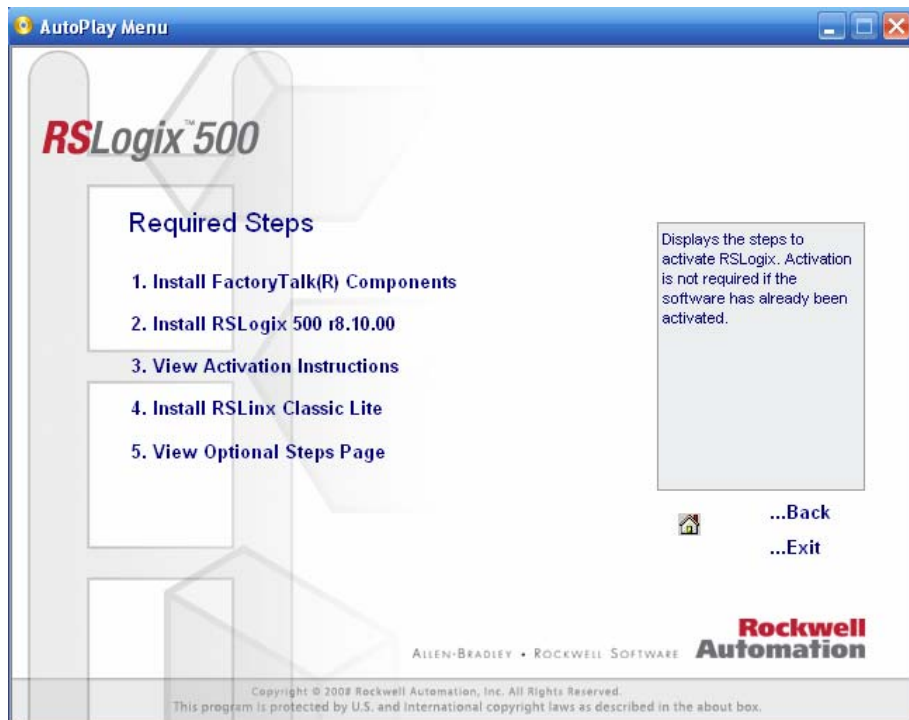 AutoPlay Menu
RSLogix™500
Required Steps
1. Install FactoryTalk(R) Components
2. Install RSLogix 500 r8.10.00
3. View Activation Instructions
4. Install RSLinx Classic Lite
5. View Optional Steps Page
Displays the steps to
activate RSLogix. Activation
is not required if the
software has already been
activated.
...Back
...Exit
ALLEN-BRADLEY • ROCKWELL SOFTWARE
Rockwell
Automation
Copyright © 2008 Rockwell Automation, Inc. All Rights Reserved.
This program is protected by U.S. and International copyright laws as described in the about box.